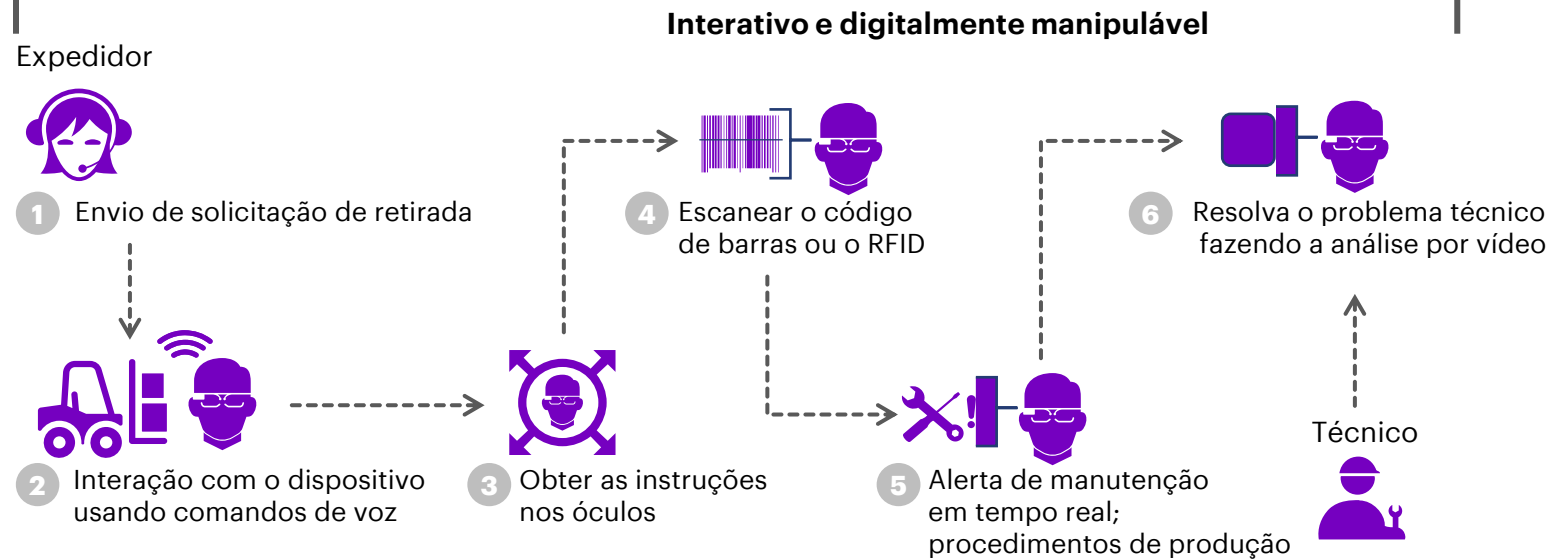 Interativo e digitalmente manipulável
Expedidor
1 Envio de solicitação de retirada
2 Interação com o dispositivo
usando comandos de voz
3 Obter as instruções
nos óculos
4 Escanear o código
de barras ou o RFID
5 Alerta de manutenção
em tempo real;
procedimentos de produção
6 Resolva o problema técnico
fazendo a análise por vídeo
Técnico